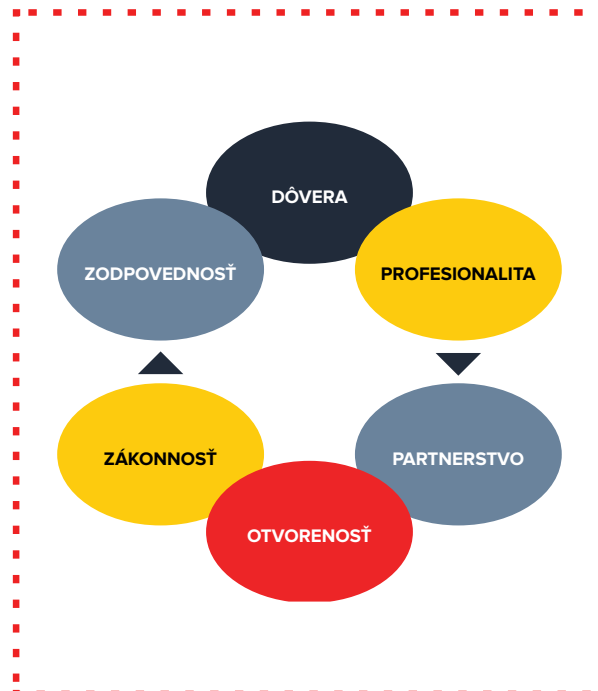 DÔVERA
ZODPOVEDNOSŤ
PROFESIONALITA
ZÁKONNOSŤ
PARTNERSTVO
OTVORENOSŤ